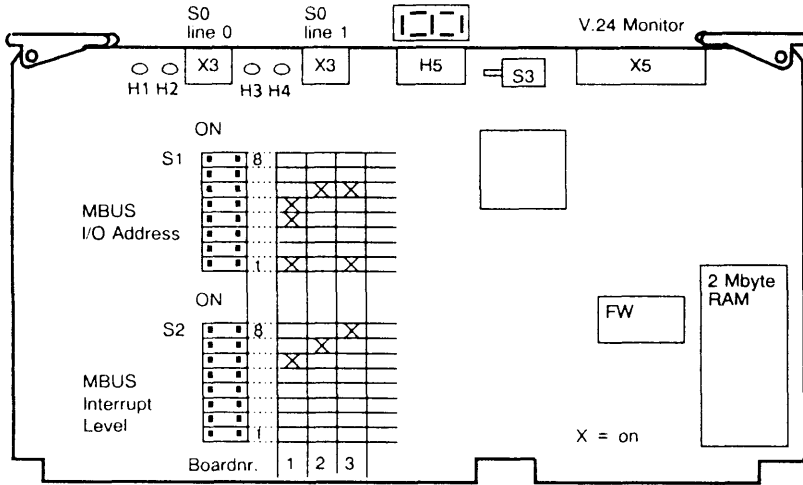 S0 line 0
S0 line 1
V.24 Monitor
X3
X3
H5
S3
X5
H1 H2
H3 H4
ON
S1
8
X X
X
MBUS
I/O Address
X
1
X X
ON
S2
8
X
X
X
MBUS
Interrupt
Level
1
Boardnr. 1 2 3
2 Mbyte
RAM
FW
X = on